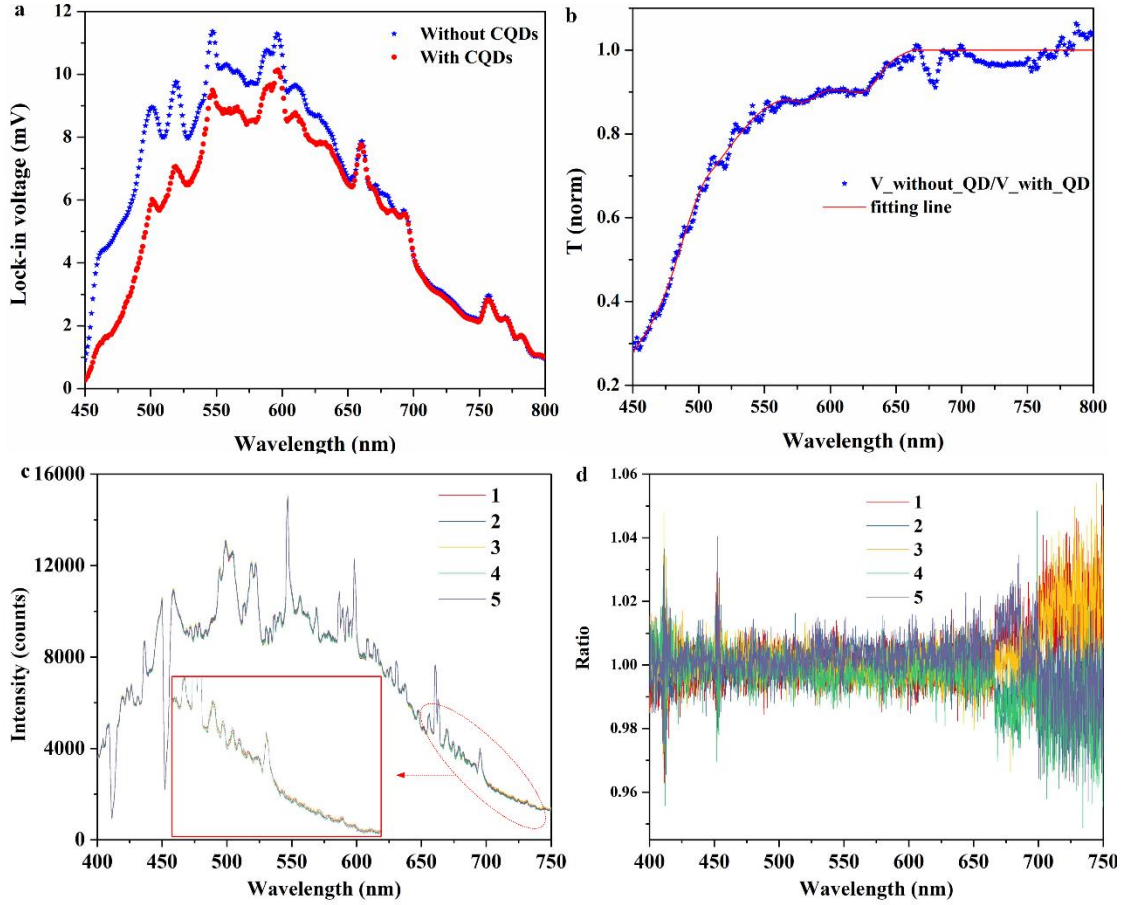 a
12
10
8
6
4
2
0
Lock-in voltage (mV)
Without CQDs
With CQDs
450 500 550 600 650 700 750 800
Wavelength (nm)
b
1.0
0.8
0.6
0.4
0.2
T (norm)
V_without_QD/V_with_QD
fitting line
450 500 550 600 650 700 750 800
Wavelength (nm)
c
16000
12000
8000
4000
0
Intensity (counts)
1
2
3
4
5
400 450 500 550 600 650 700 750
Wavelength (nm)
d
1.06
1.04
1.02
1.00
0.98
0.96
Ratio
1
2
3
4
5
400 450 500 550 600 650 700 750
Wavelength (nm)